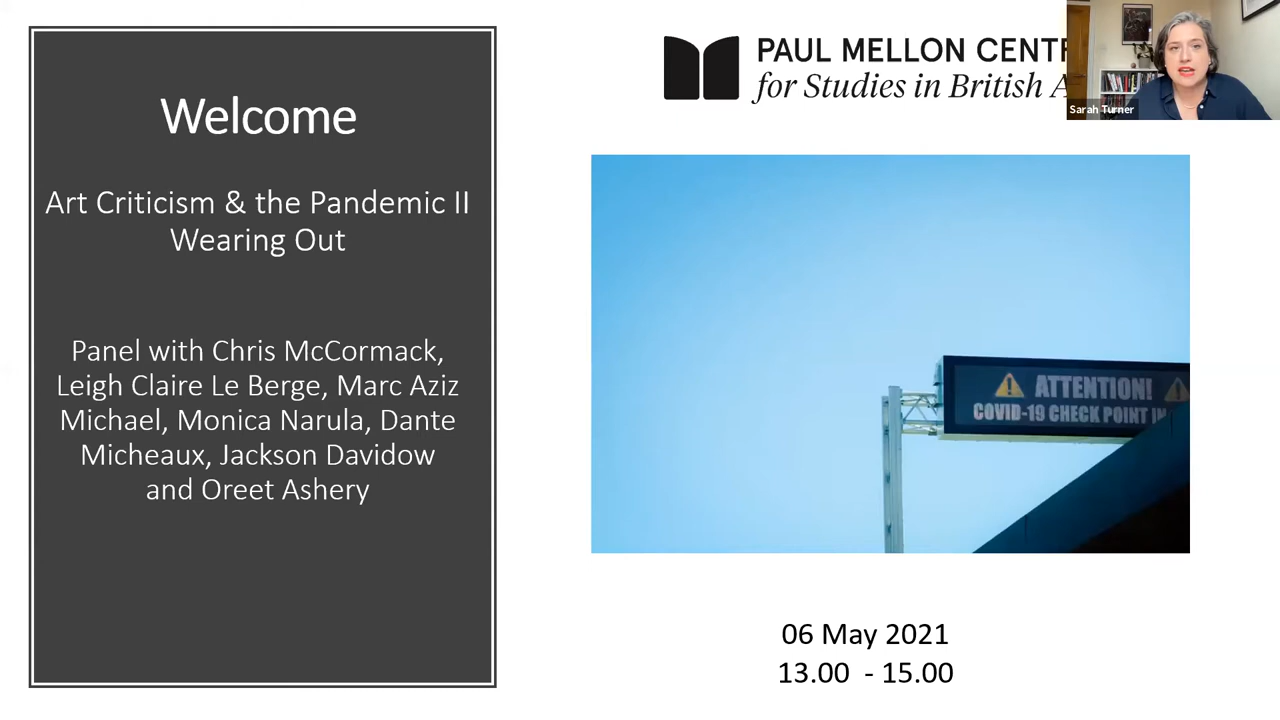 Welcome
Art Criticism & the Pandemic II
Wearing Out
Panel with Chris McCormack,
Leigh Claire Le Berge, Marc Aziz
Michael, Monica Narula, Dante
Micheaux, Jackson Davidow
and Oreet Ashery
PAUL MELLON CENT
for Studies in British A
Sarah Turner
ATTENTION!
COVID-19 CHECK POINT IN
06 May 2021
13.00 - 15.00